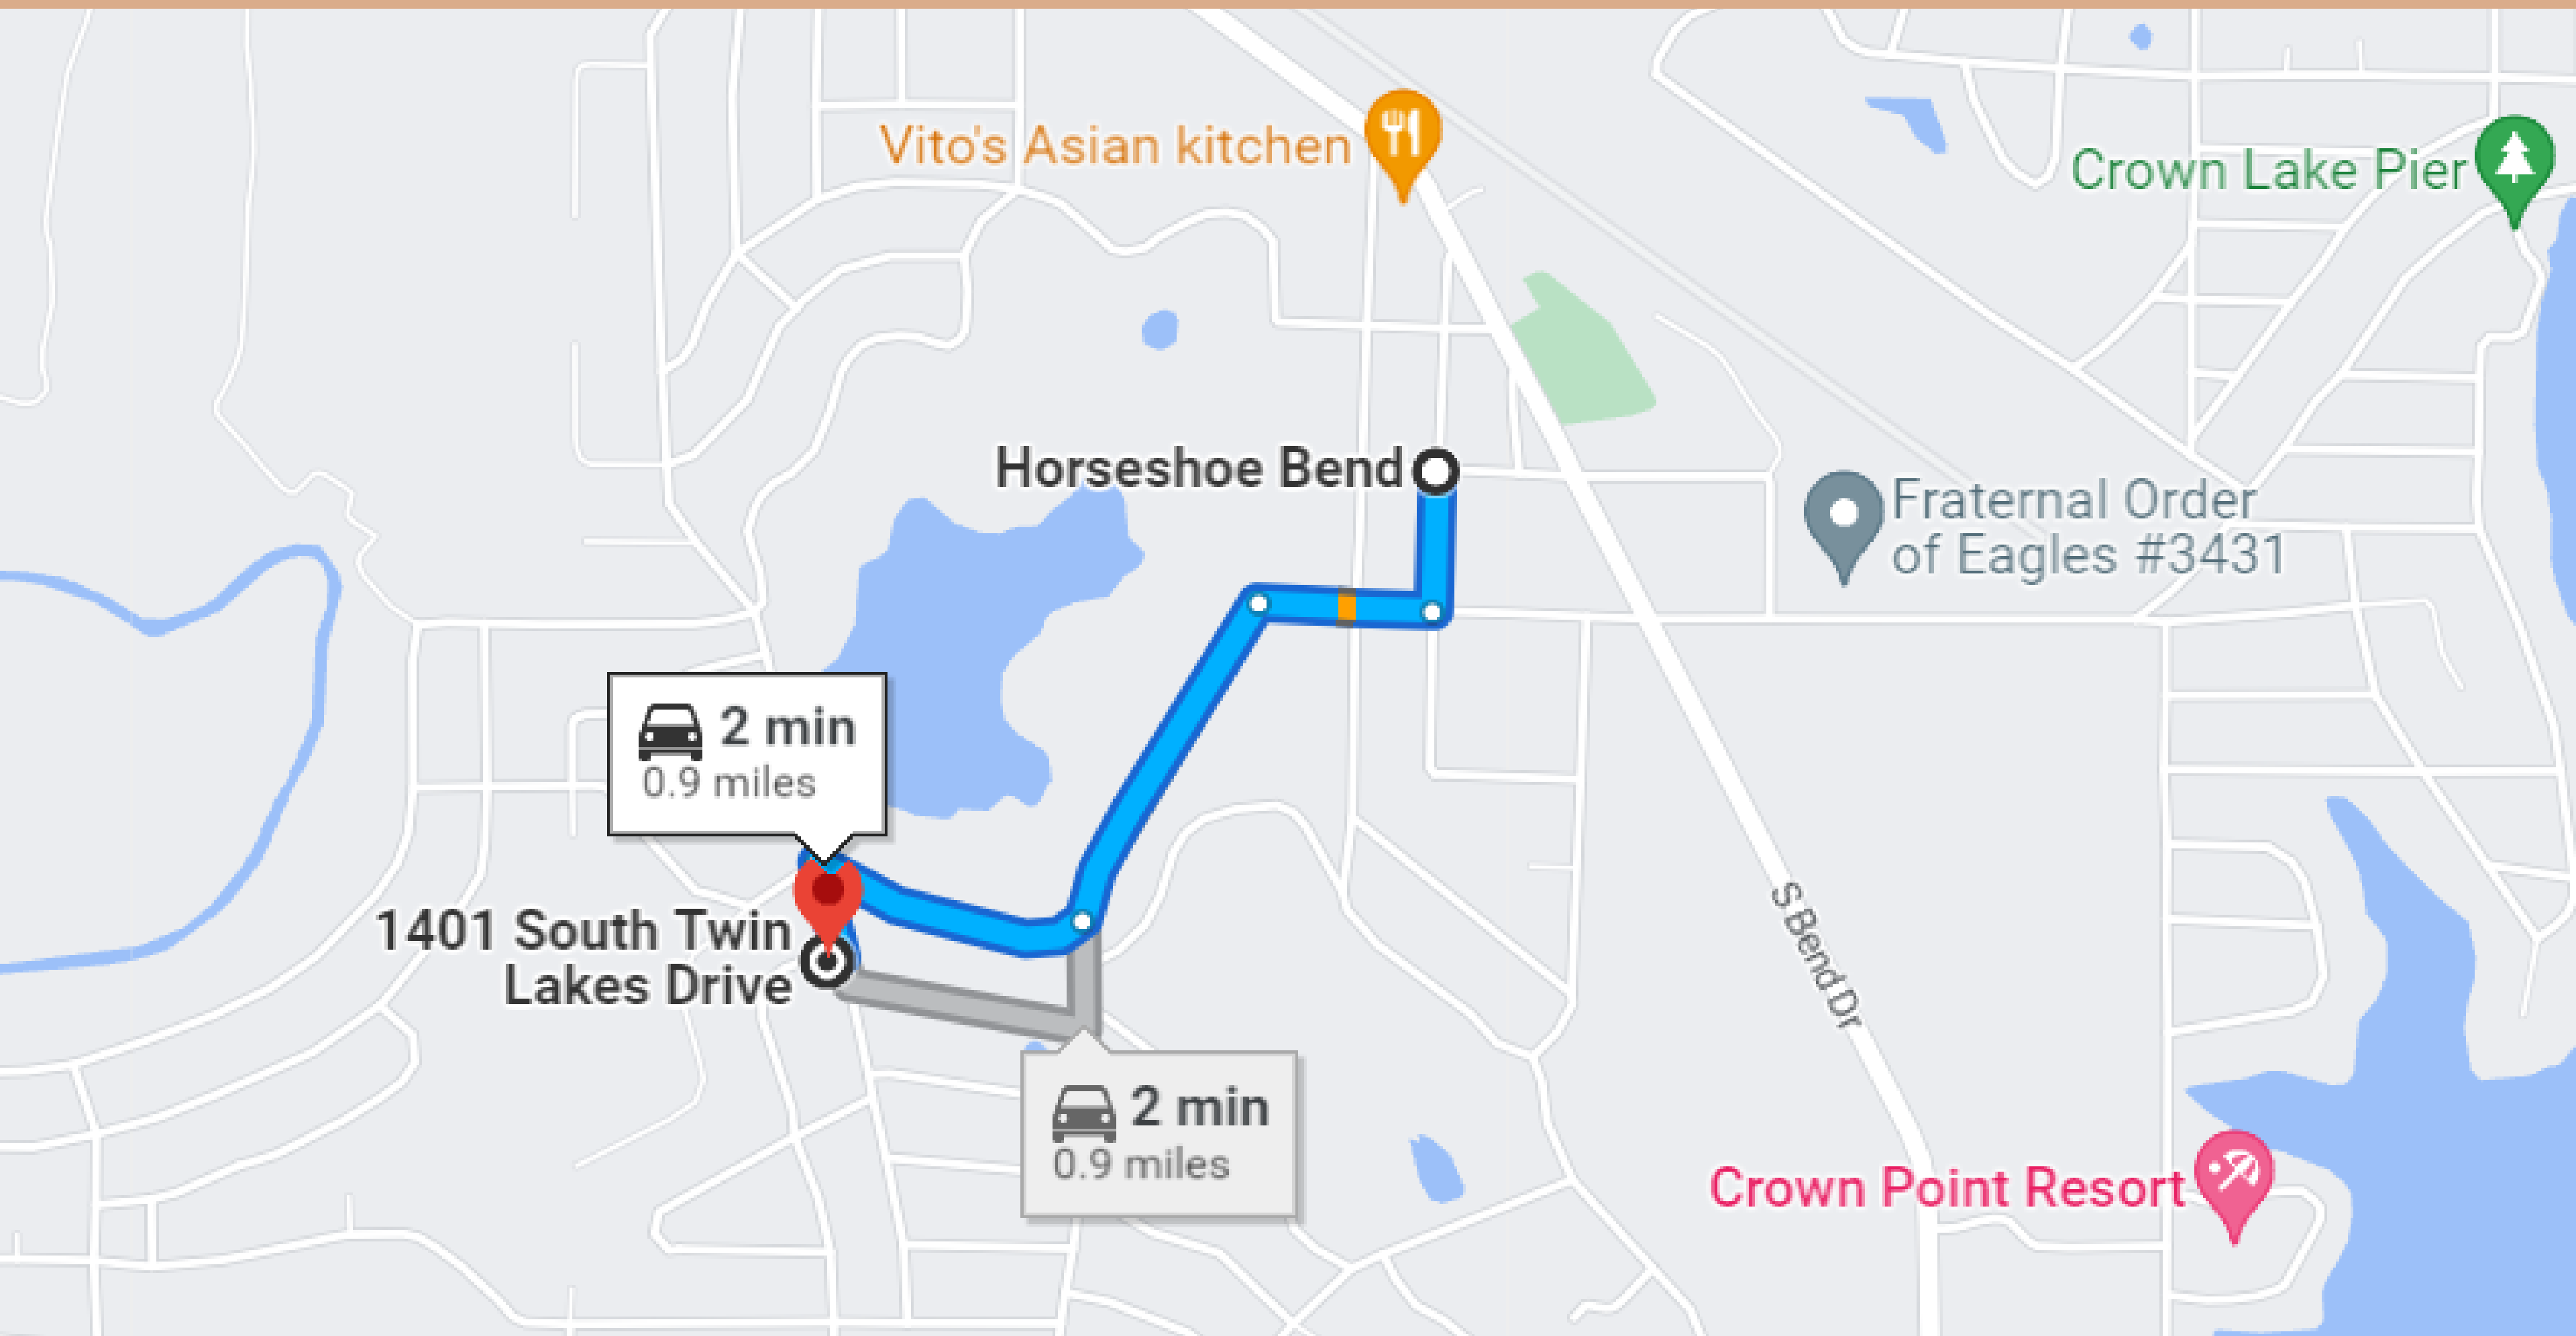 Vito's Asian kitchen
Crown Lake Pier
Horseshoe Bend
Fraternal Order
of Eagles #3431
2 min
0.9 miles
1401 South Twin
Lakes Drive
S Bend Dr
2 min
0.9 miles
Crown Point Resort